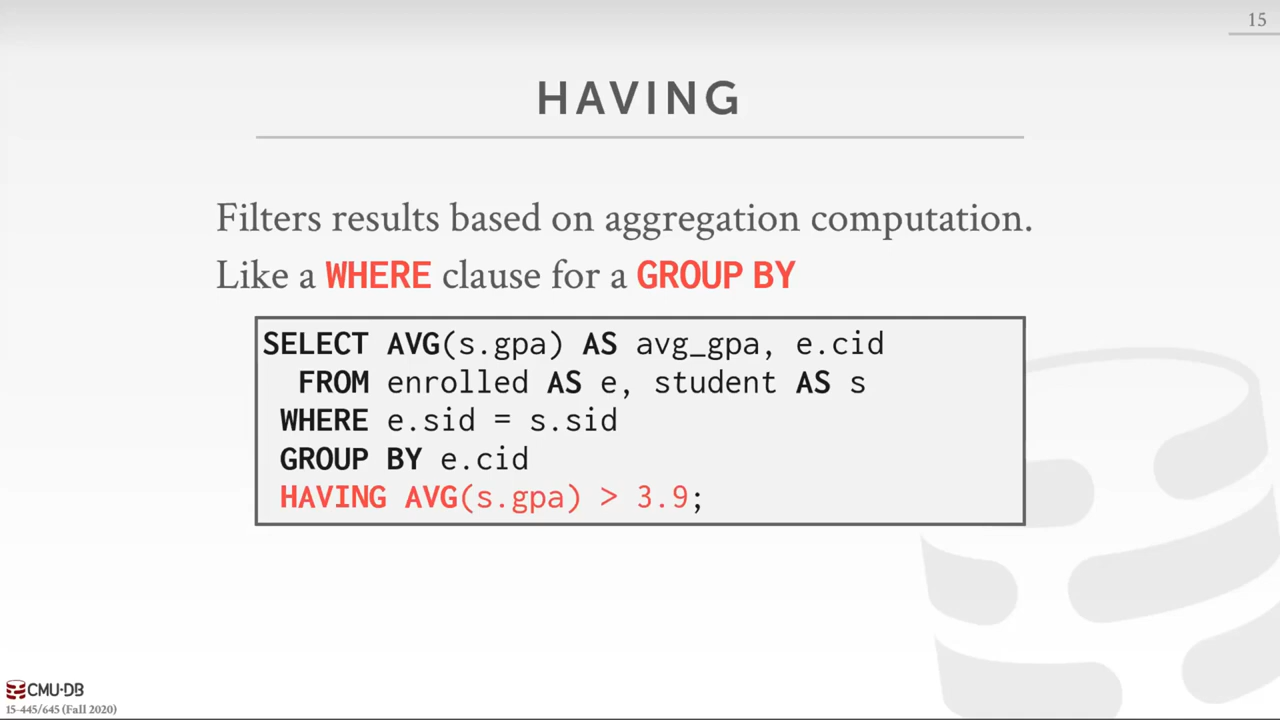 15
HAVING
Filters results based on aggregation computation.
Like a WHERE clause for a GROUP BY
SELECT AVG(s.gpa) AS avg_gpa, e.cid
FROM enrolled AS e, student AS s
WHERE e.sid = s.sid
GROUP BY e.cid
HAVING AVG(s.gpa) > 3.9;
CMU·DB
15-445/645 (Fall 2020)